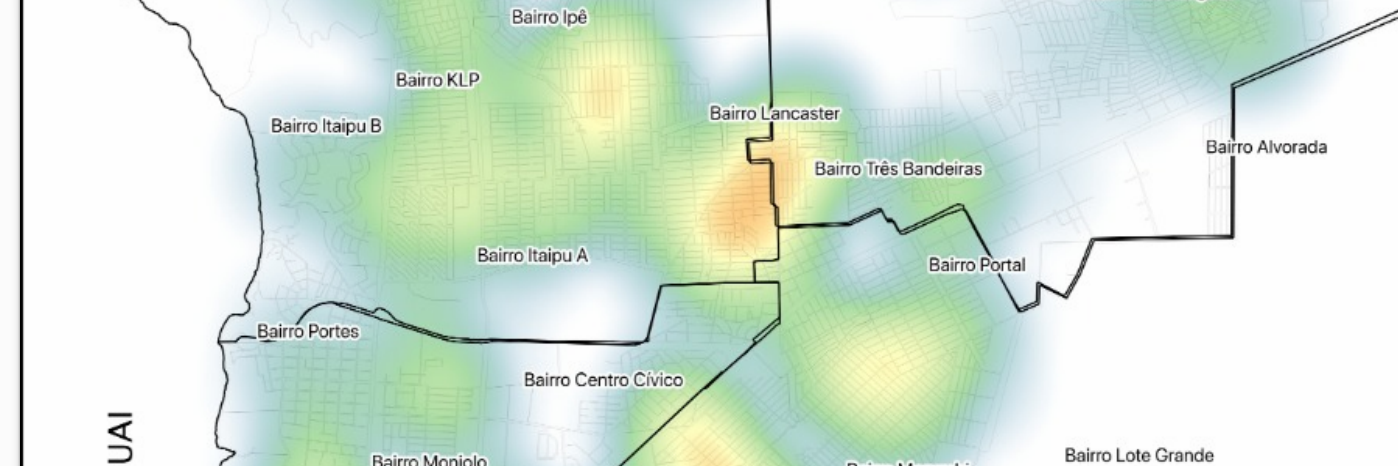 Bairro Ipê
Bairro KLP
Bairro Lancaster
Bairro Itaipu B
Bairro Alvorada
Bairro Três Bandeiras
Bairro Itaipu A
Bairro Portal
Bairro Portes
Bairro Centro Cívico
UAI
Bairro Lote Grande
Bairro Monjolo